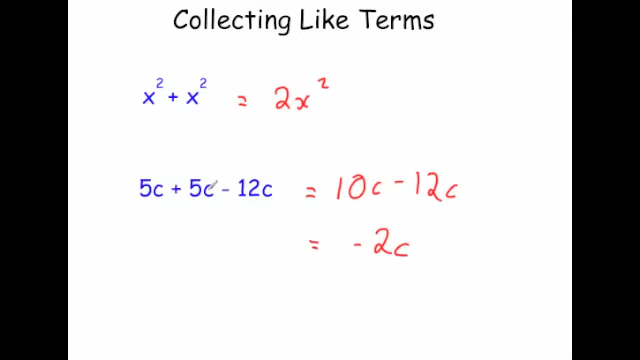 Collecting Like Terms
x² + x² = 2x²
5c + 5c - 12c = 10c - 12c
= -2c